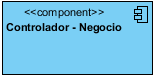 <<component>>
Controlador - Negocio